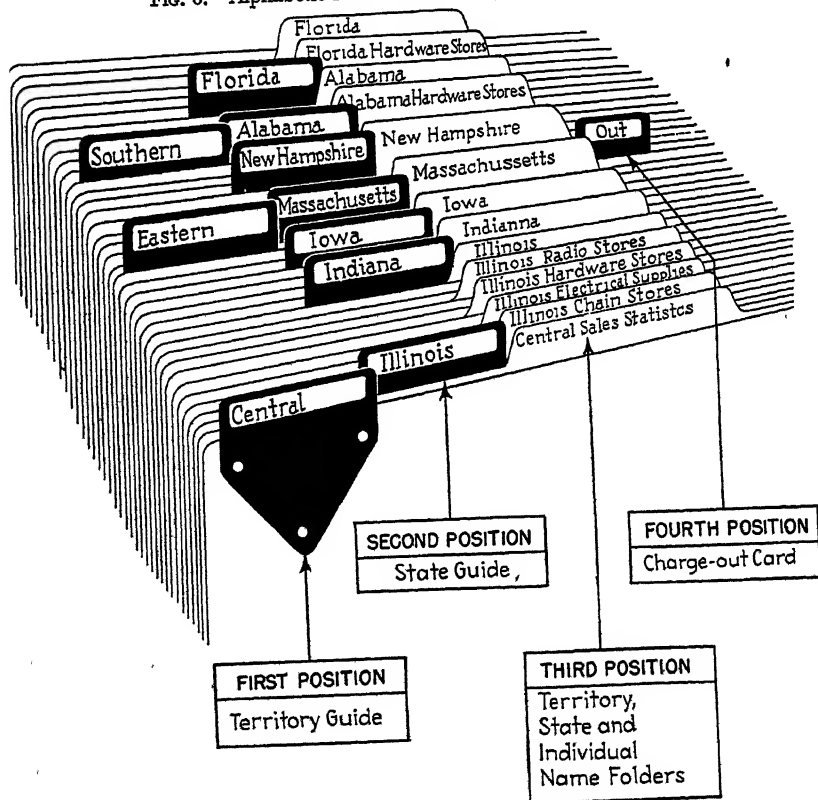 FIG. 6. Alphabet
Florida
Florida Hardware Stores
Florida
Alabama
Alabama Hardware Stores
Alabama
Out
Southern
New Hampshire
New Hampshire
Massachussetts
Massachusetts
Iowa
Eastern
Iowa
Indianna
Indiana
Illinois
Illinois Radio Stores
Illinois Hardware Stores
Illinois Electrical Supplies
Illinois Chain Stores
Central Sales Statistcs
Illinois
Central
SECOND POSITION
State Guide,
FOURTH POSITION
Charge-out Card
FIRST POSITION
Territory Guide
THIRD POSITION
Territory,
State and
Individual
Name Folders